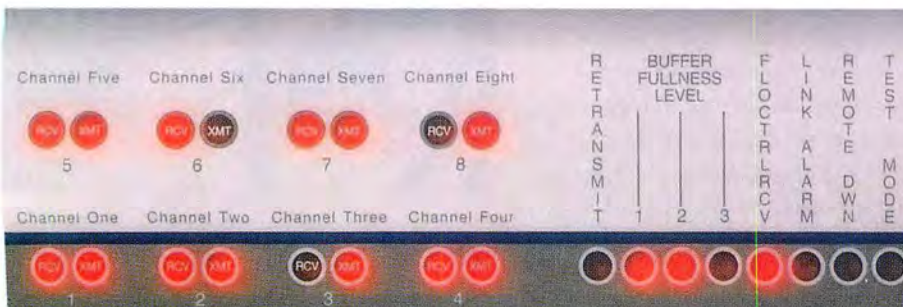 Channel Five Channel Six Channel Seven Channel Eight
RCV XMT RCV XMT RCV XMT RCV XMT
5 6 7 8
Channel One Channel Two Channel Three Channel Four
RCV XMT RCV XMT RCV XMT RCV XMT
1 2 3 4
RETRANSMIT
BUFFER
FULLNESS
LEVEL
1 2 3
FLOCTRLRCV
LINK ALARM
REMOTE DWN
TEST MODE